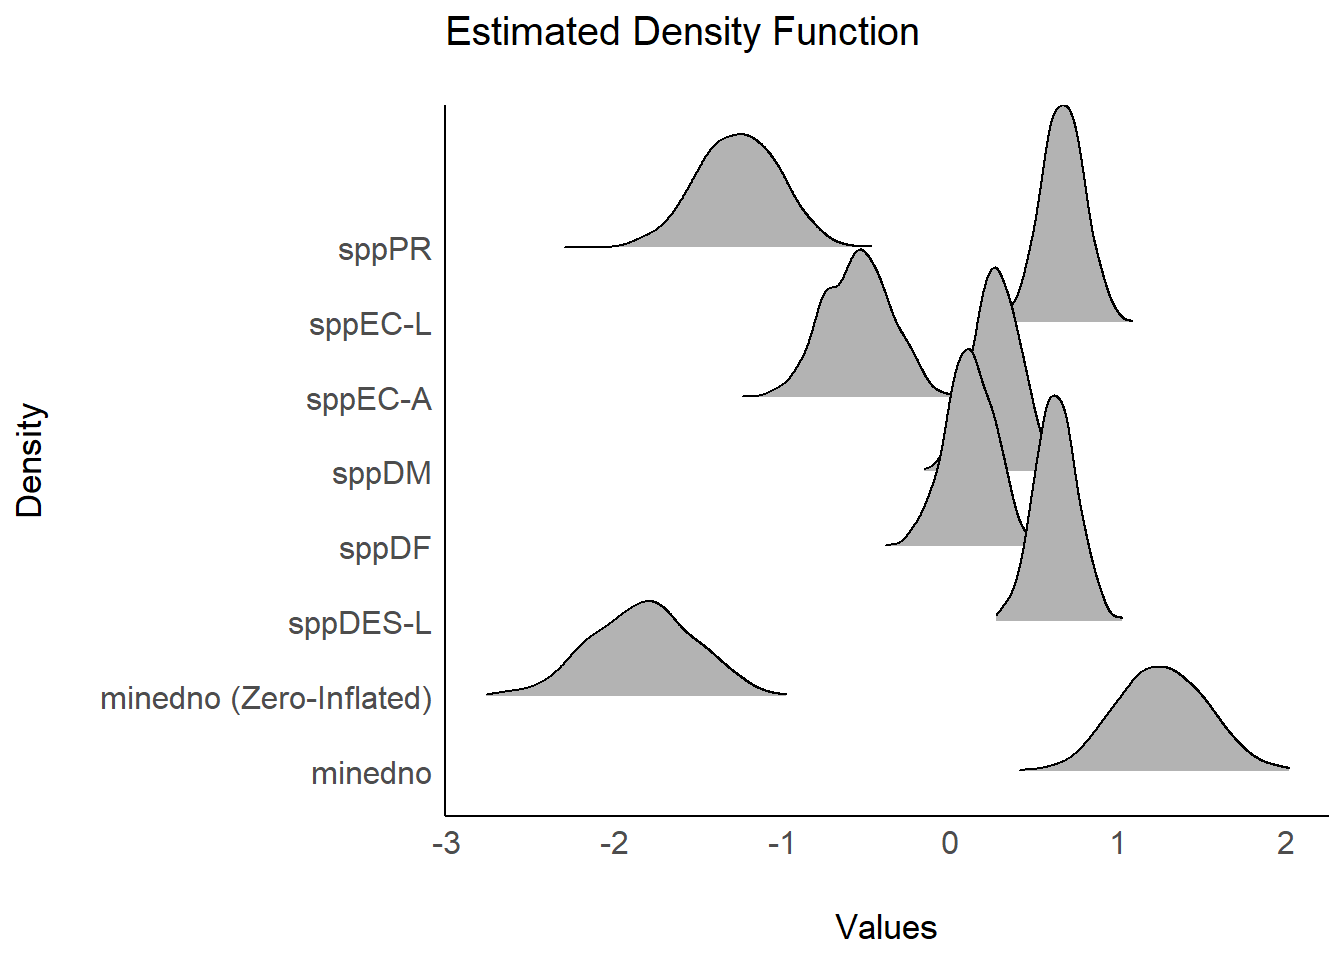 Estimated Density Function
Density
sppPR
sppEC-L
sppEC-A
sppDM
sppDF
sppDES-L
minedno (Zero-Inflated)
minedno
-3 -2 -1 0 1 2
Values